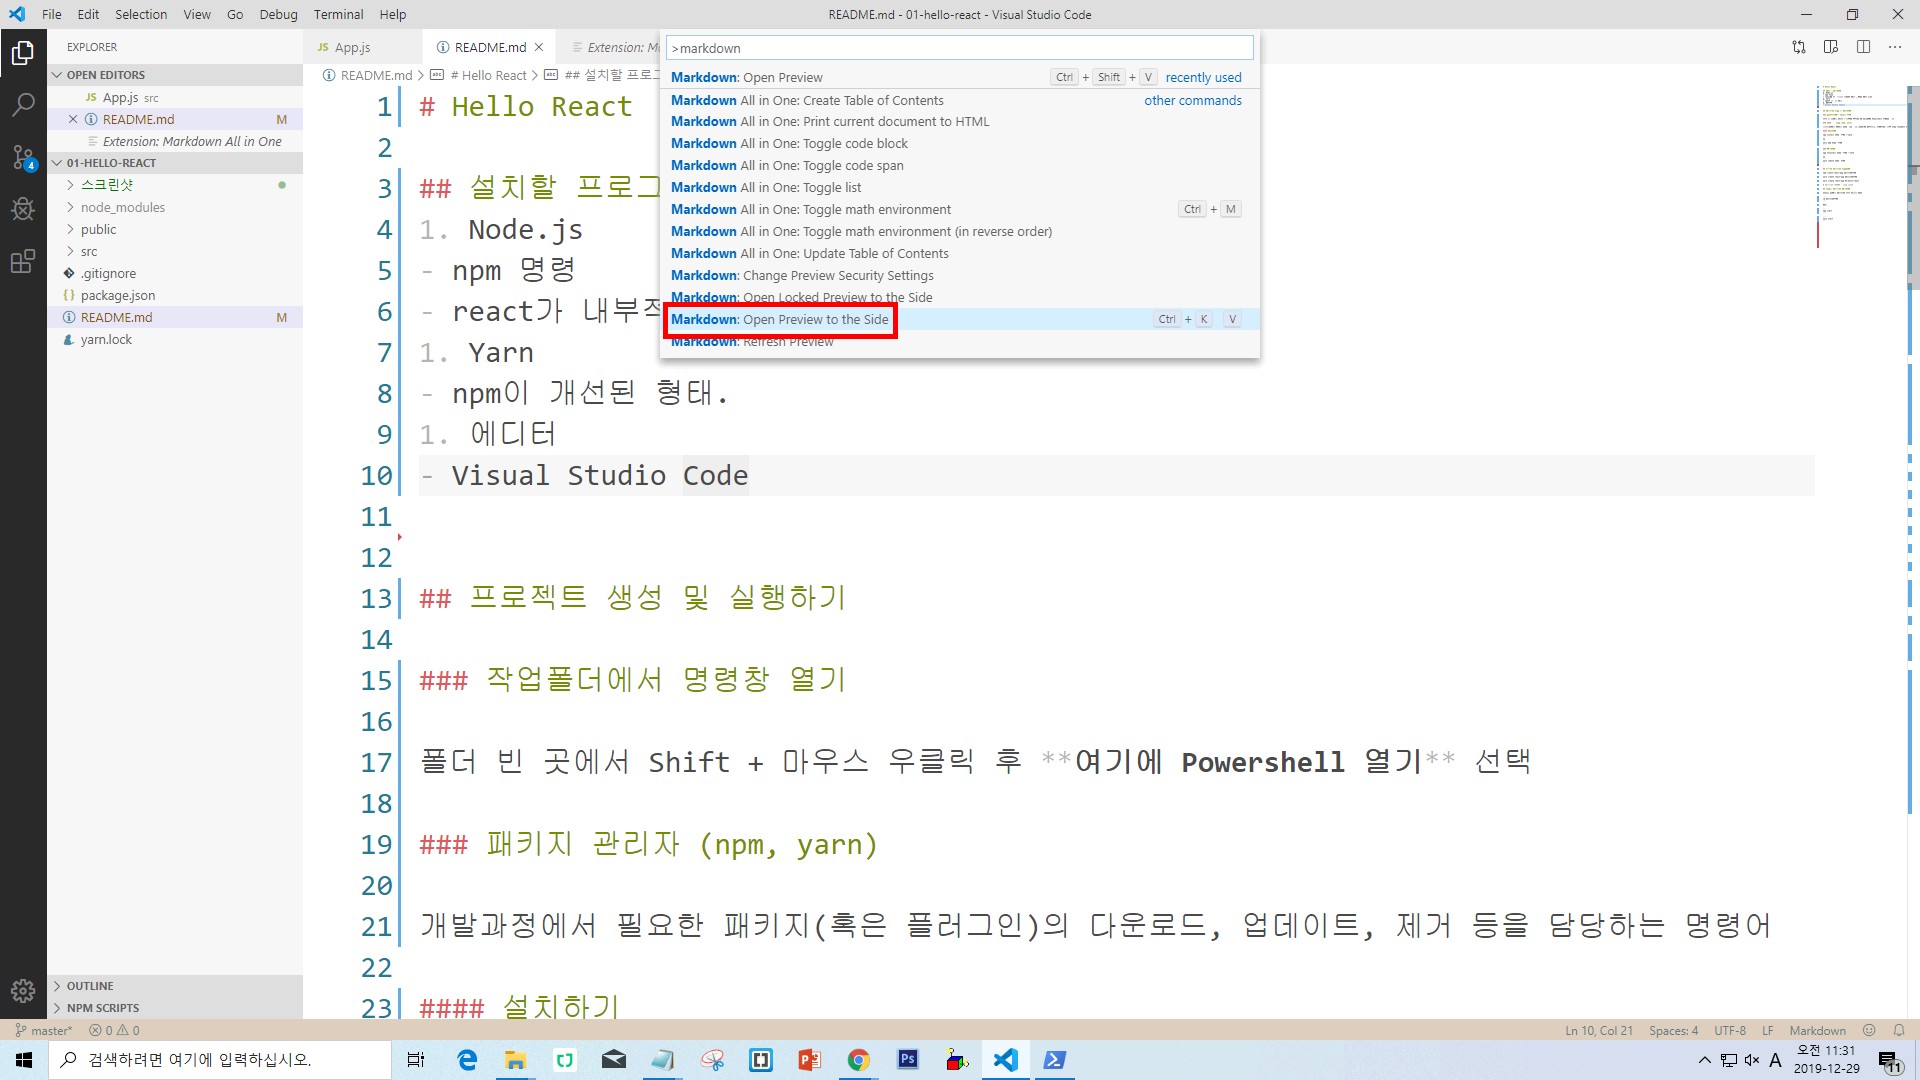 File Edit Selection View Go Debug Terminal Help
README.md - 01-hello-react - Visual Studio Code
EXPLORER
OPEN EDITORS
JS App.js src
README.md M
Extension: Markdown All in One
01-HELLO-REACT
스크린샷
node_modules
public
src
.gitignore
package.json
README.md M
yarn.lock
OUTLINE
NPM SCRIPTS
JS App.js
README.md
Extension: M
README.md > # Hello React > ## 설치할 프로그
>markdown
Markdown: Open Preview Ctrl + Shift + V recently used
Markdown All in One: Create Table of Contents other commands
Markdown All in One: Print current document to HTML
Markdown All in One: Toggle code block
Markdown All in One: Toggle code span
Markdown All in One: Toggle list
Markdown All in One: Toggle math environment Ctrl + M
Markdown All in One: Toggle math environment (in reverse order)
Markdown All in One: Update Table of Contents
Markdown: Change Preview Security Settings
Markdown: Open Locked Preview to the Side
Markdown: Open Preview to the Side Ctrl + K V
Markdown: Refresh Preview
1 # Hello React
2
3 ## 설치할 프로그
4 1. Node.js
5 - npm 명령
6 - react가 내부적
7 1. Yarn
8 - npm이 개선된 형태.
9 1. 에디터
10 - Visual Studio Code
11
12
13 ## 프로젝트 생성 및 실행하기
14
15 ### 작업폴더에서 명령창 열기
16
17 폴더 빈 곳에서 Shift + 마우스 우클릭 후 **여기에 Powershell 열기** 선택
18
19 ### 패키지 관리자 (npm, yarn)
20
21 개발과정에서 필요한 패키지(혹은 플러그인)의 다운로드, 업데이트, 제거 등을 담당하는 명령어
22
23 #### 설치하기
master* 0 0
Ln 10, Col 21 Spaces: 4 UTF-8 LF Markdown
검색하려면 여기에 입력하십시오.
A 오전 11:31
2019-12-29
11